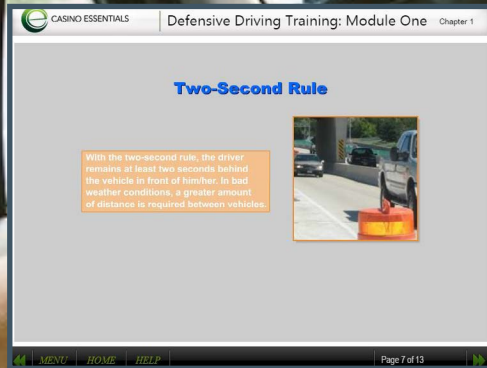 CASINO ESSENTIALS
Defensive Driving Training: Module One Chapter 1
Two-Second Rule
With the two-second rule, the driver
remains at least two seconds behind
the vehicle in front of him/her. In bad
weather conditions, a greater amount
of distance is required between vehicles.
MENU HOME HELP Page 7 of 13